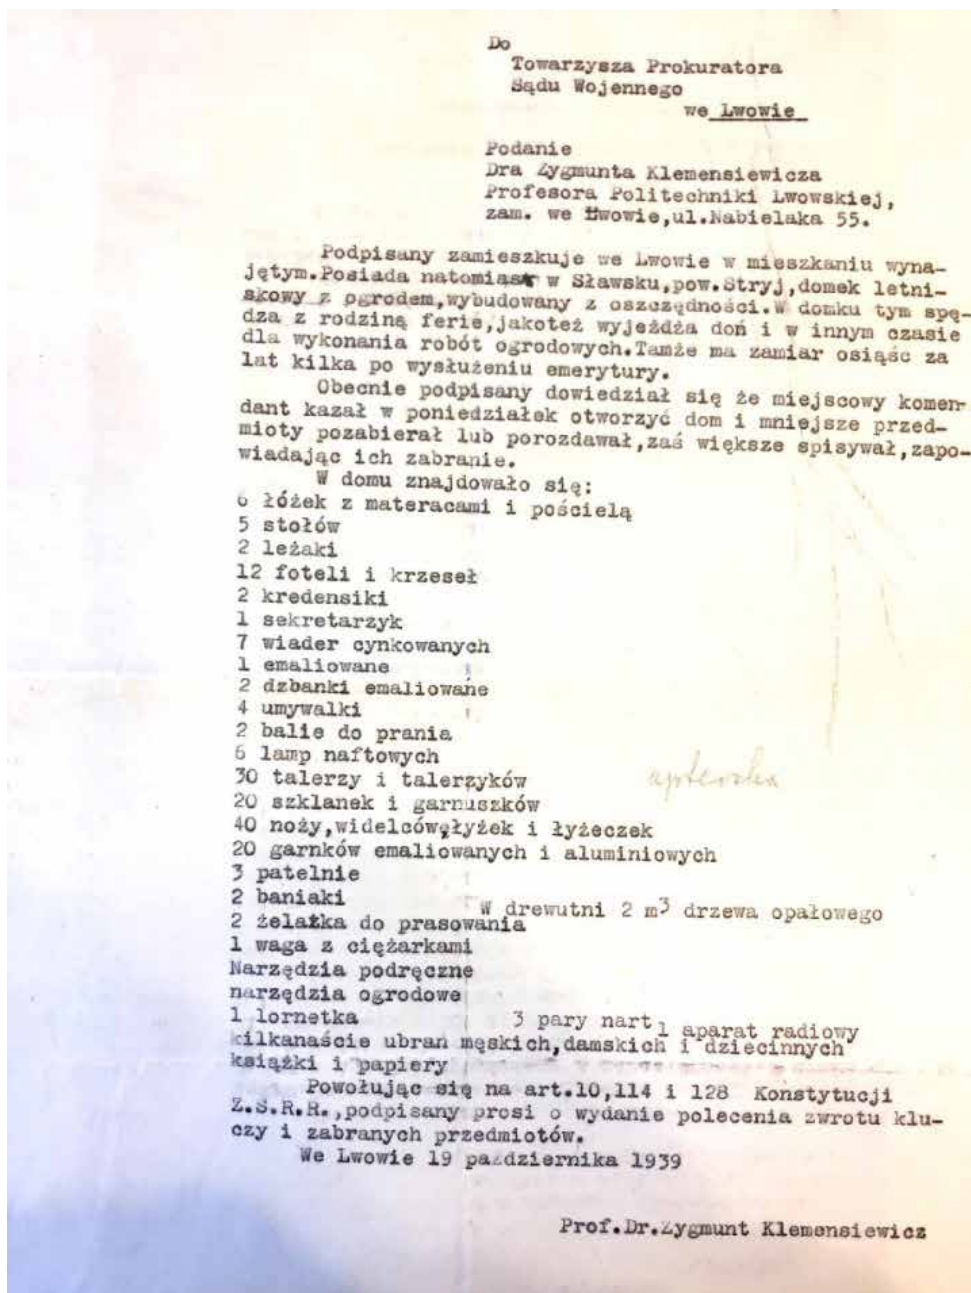 Do
Towarzysza Prokuratora
Sądu Wojennego
we Lwowie
Podanie
Dra Zygmunta Klemensiewicza
Profesora Politechniki Lwowskiej,
zam. we Lwowie,ul.Nabielaka 55.
Podpisany zamieszkuje we Lwowie w mieszkaniu wyna-
jętym.Posiada natomiast w Sławsku,pow.Stryj,domek letni-
skowy z ogrodem,wybudowany z oszczędności.W domku tym spę-
dza z rodziną ferie,jakoteż wyjeżdża doń i w innym czasie
dla wykonania robót ogrodowych.Tamże ma zamiar osiąść za
lat kilka po wysłużeniu emerytury.
Obecnie podpisany dowiedział się że miejscowy komen-
dant kazał w poniedziałek otworzyć dom i mniejsze przed-
mioty pozabierał lub porozdawał,zaś większe spisywał,zapo-
wiadając ich zabranie.
W domu znajdowało się:
6 łóżek z materacami i pościelą
5 stołów
2 leżaki
12 foteli i krzeseł
2 kredensiki
1 sekretarzyk
7 wiader cynkowanych
1 emaliowane
2 dzbanki emaliowane
4 umywalki
2 balie do prania
6 lamp naftowych
30 talerzy i talerzyków
20 szklanek i garnuszków
40 noży,widelców,łyżek i łyżeczek
20 garnków emaliowanych i aluminiowych
3 patelnie
2 baniaki
W drewutni 2 m3 drzewa opałowego
2 żelazka do prasowania
1 waga z ciężarkami
Narzędzia podręczne
narzędzia ogrodowe
1 lornetka 3 pary nart 1 aparat radiowy
kilkanaście ubran męskich,damskich i dziecinnych
książki i papiery
Powołując się na art.10,114 i 128 Konstytucji
Z.S.R.R.,podpisany prosi o wydanie polecenia zwrotu klu-
czy i zabranych przedmiotów.
We Lwowie 19 października 1939
Prof.Dr.Zygmunt Klemensiewicz